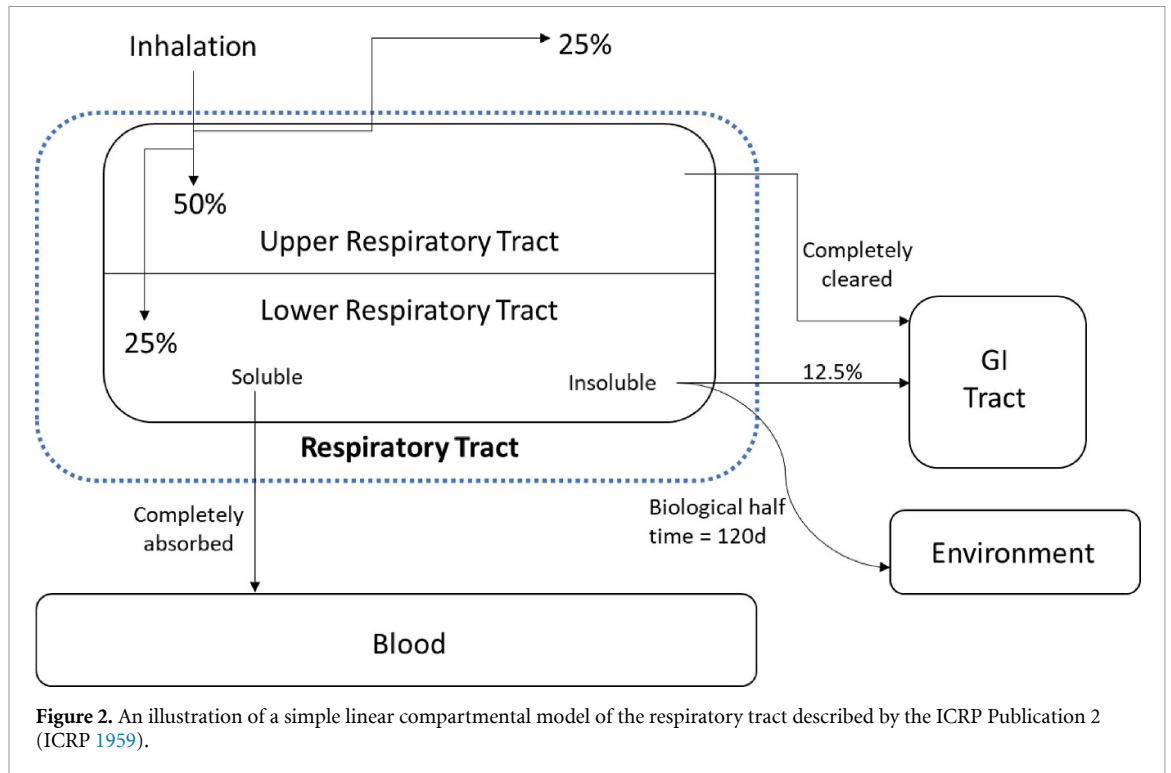 Inhalation
25%
50%
Upper Respiratory Tract
Lower Respiratory Tract
25%
Soluble
Insoluble
Respiratory Tract
Completely
cleared
12.5%
GI
Tract
Completely
absorbed
Biological half
time = 120d
Environment
Blood
Figure 2. An illustration of a simple linear compartmental model of the respiratory tract described by the ICRP Publication 2
(ICRP 1959).